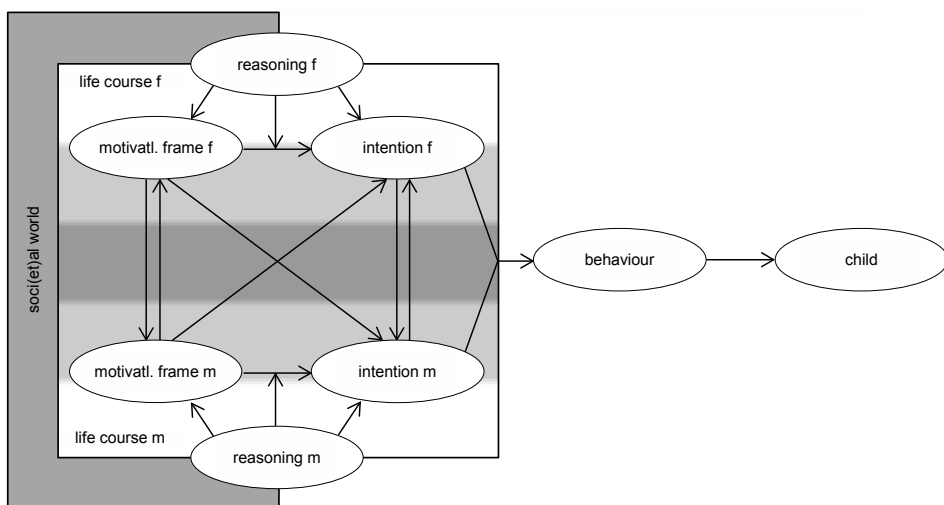 reasoning f
life course f
motivatl. frame f
intention f
soci(et)al world
behaviour
child
motivatl. frame m
intention m
life course m
reasoning m